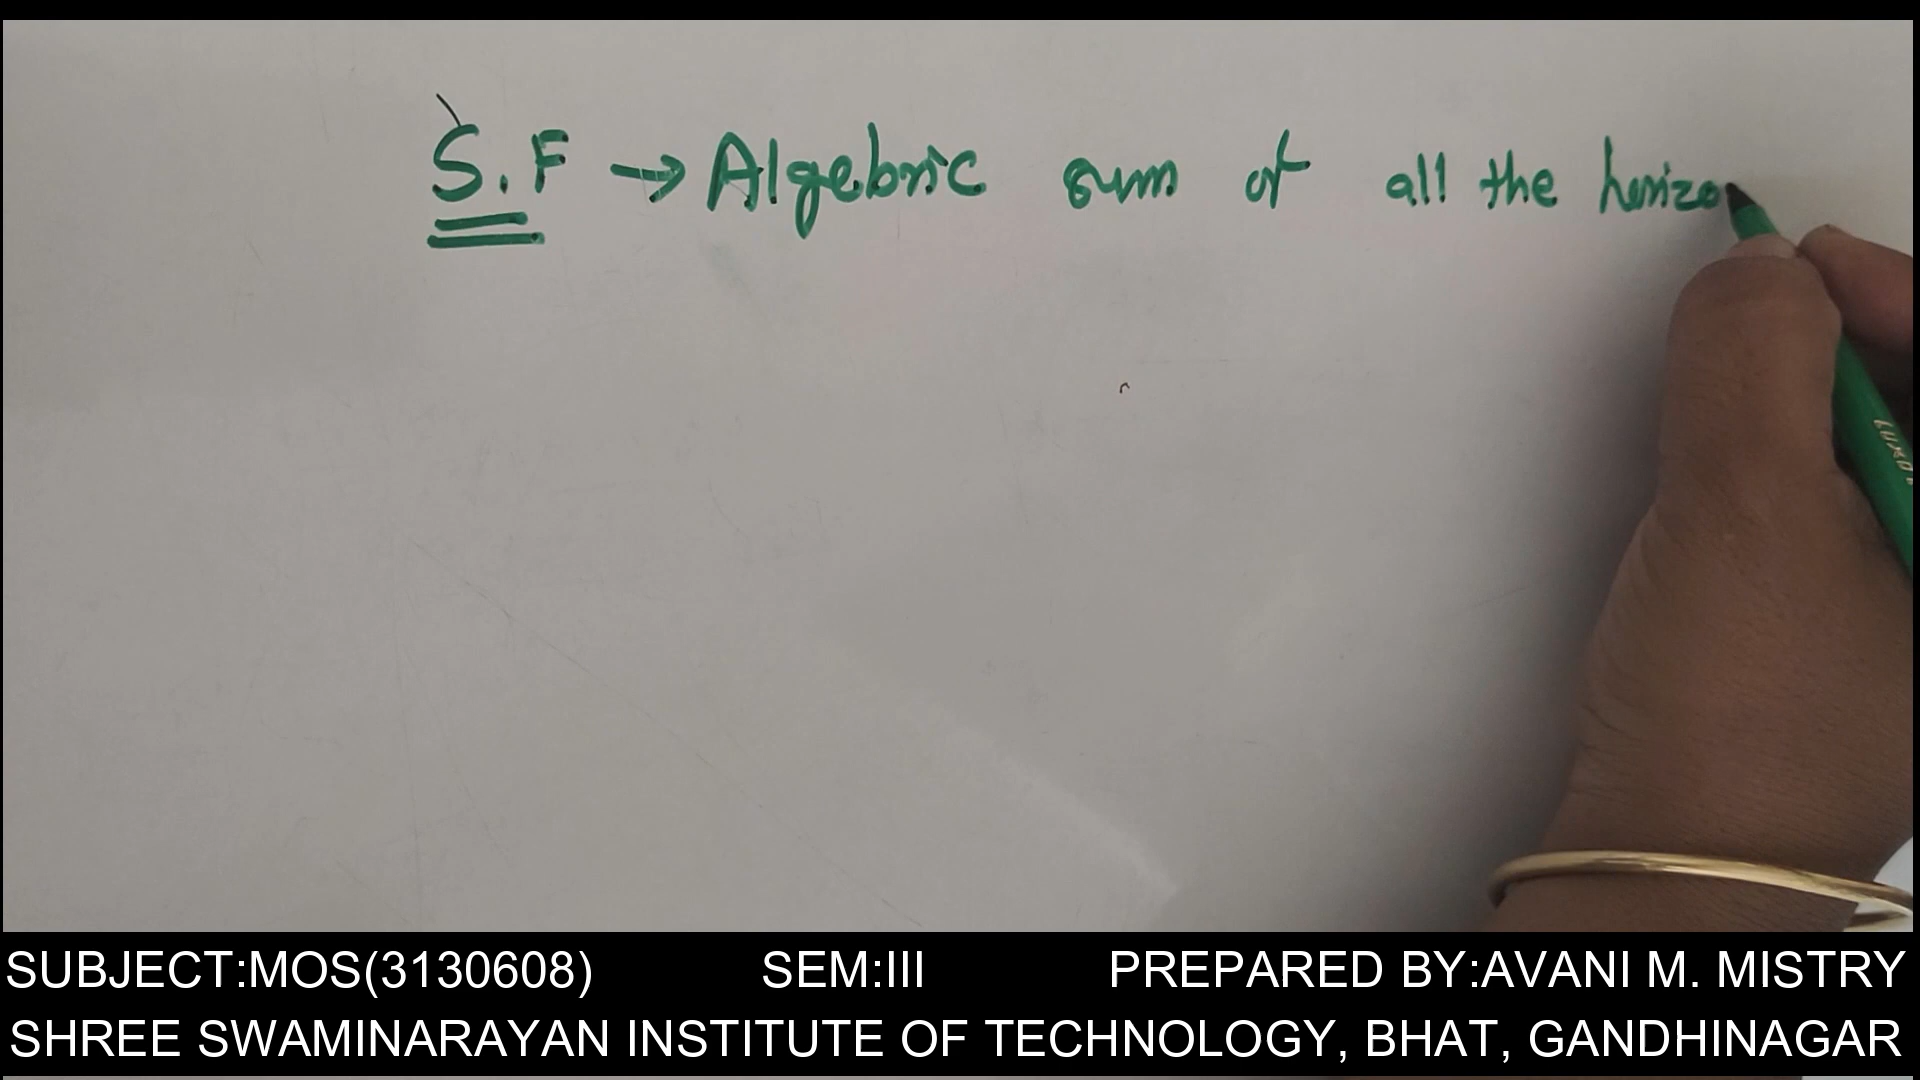 S.F → Algebric sum of all the horizo
SUBJECT:MOS(3130608) SEM:III PREPARED BY:AVANI M. MISTRY
SHREE SWAMINARAYAN INSTITUTE OF TECHNOLOGY, BHAT, GANDHINAGAR